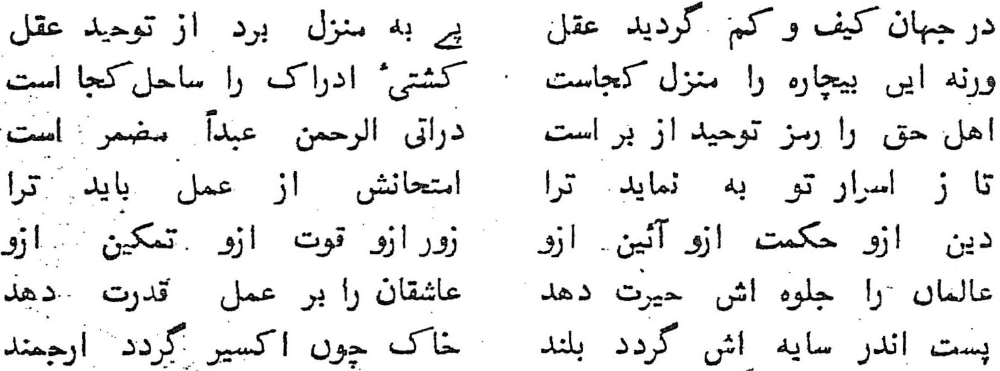 در جہان کیف و کم گردید عقل پے به منزل برد از توحید عقل
ورنه ایں بیچاره را منزل کجاست کشتیٔ ادراک را ساحل کجا است
اهل حق را رمز توحید از بر است دراتی الرحمن عبداً مضمر است
تا ز اسرار تو به نماید ترا امتحانش از عمل باید ترا
دین ازو حکمت ازو آئین ازو زور ازو قوت ازو تمکین ازو
عالماں را جلوه اش حیرت دهد عاشقان را بر عمل قدرت دهد
پست اندر سایه اش گردد بلند خاک چوں اکسیر گردد ارجمند